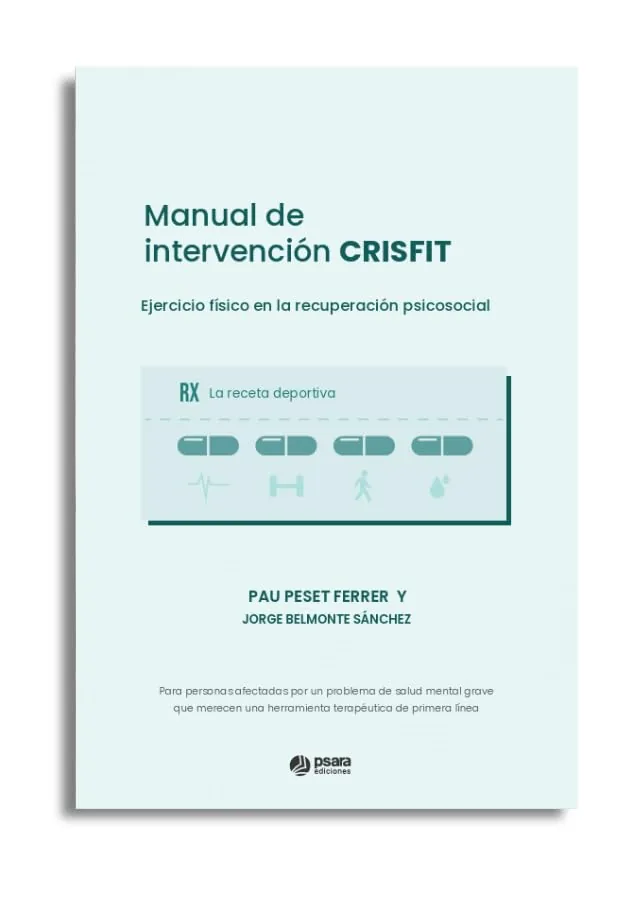 Manual de
intervención CRISFIT
Ejercicio físico en la recuperación psicosocial
RX La receta deportiva
PAU PESET FERRER Y
JORGE BELMONTE SÁNCHEZ
Para personas afectadas por un problema de salud mental grave
que merecen una herramienta terapéutica de primera línea
psara
ediciones